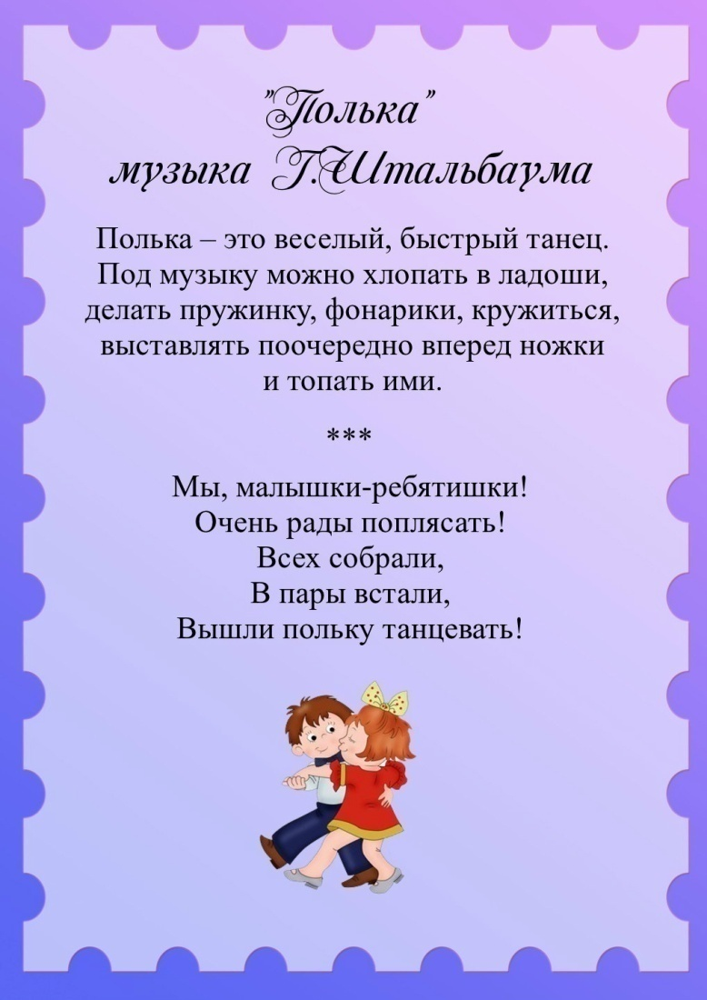 "Полька"
музыка Г.Штальбаума
Полька – это веселый, быстрый танец.
Под музыку можно хлопать в ладоши,
делать пружинку, фонарики, кружиться,
выставлять поочередно вперед ножки
и топать ими.
***
Мы, малышки-ребятишки!
Очень рады поплясать!
Всех собрали,
В пары встали,
Вышли польку танцевать!